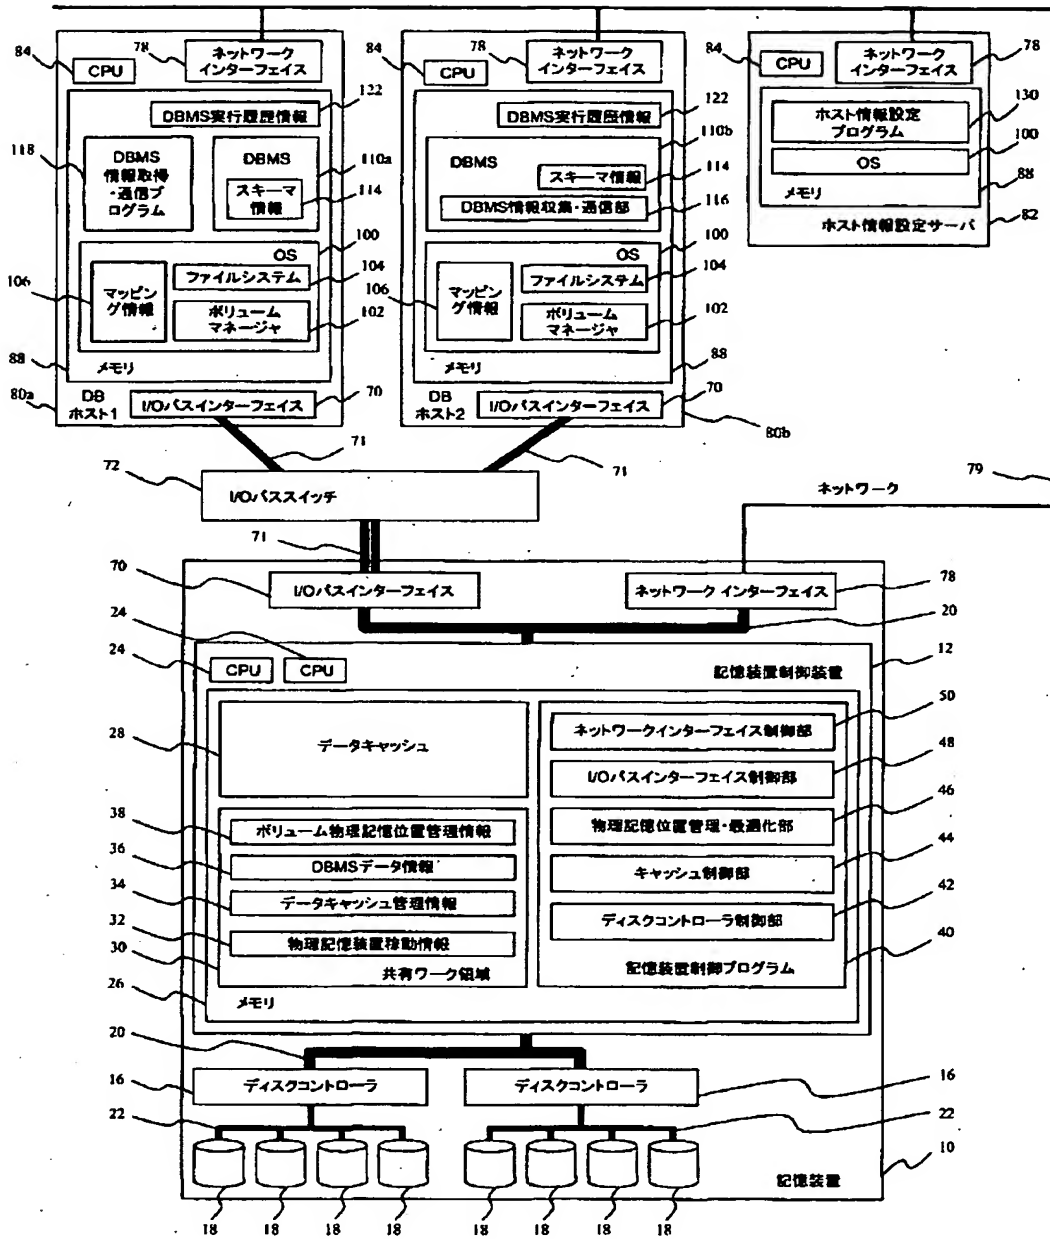 84
CPU
78
ネットワーク
インターフェイス
122
DBMS実行履歴情報
118
DBMS
情報取得
・通信プ
ログラム
DBMS
110a
スキーマ
情報
114
100
OS
106
マッピン
グ情報
ファイルシステム
104
ボリューム
マネージャ
102
88
メモリ
80a
DB
ホスト1
I/Oパスインターフェイス
70
84
CPU
78
ネットワーク
インターフェイス
122
DBMS実行履歴情報
110b
DBMS
スキーマ情報
114
DBMS情報収集・通信部
116
100
OS
106
マッピン
グ情報
ファイルシステム
104
ボリューム
マネージャ
102
88
メモリ
DB
ホスト2
I/Oパスインターフェイス
70
80b
84
CPU
ネットワーク
インターフェイス
78
ホスト情報設定
プログラム
130
OS
100
メモリ
88
ホスト情報設定サーバ
82
71
71
72
I/Oパススイッチ
ネットワーク
79
71
70
I/Oパスインターフェイス
ネットワーク インターフェイス
78
20
24
24
CPU
CPU
記憶装置制御装置
12
28
データキャッシュ
ネットワークインターフェイス制御部
50
I/Oパスインターフェイス制御部
48
38
ボリューム物理記憶位置管理情報
物理記憶位置管理・最適化部
46
36
DBMSデータ情報
キャッシュ制御部
44
34
データキャッシュ管理情報
ディスクコントローラ制御部
42
32
物理記憶装置稼動情報
30
共有ワーク領域
記憶装置制御プログラム
40
26
メモリ
20
16
ディスクコントローラ
ディスクコントローラ
16
22
22
10
記憶装置
18
18
18
18
18
18
18
18